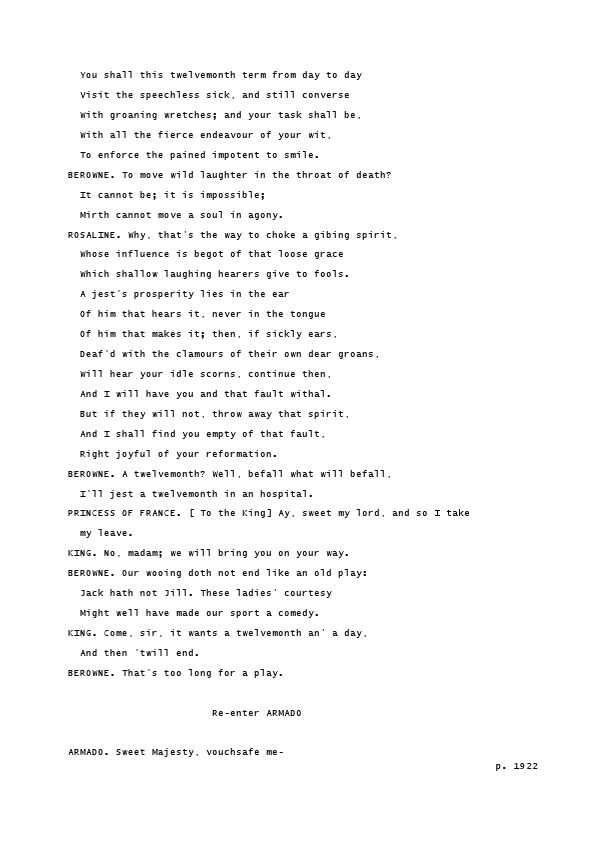 You shall this twelvemonth term from day to day
Visit the speechless sick, and still converse
With groaning wretches; and your task shall be,
With all the fierce endeavour of your wit,
To enforce the pained impotent to smile.
BEROWNE. To move wild laughter in the throat of death?
It cannot be; it is impossible;
Mirth cannot move a soul in agony.
ROSALINE. Why, that's the way to choke a gibing spirit,
Whose influence is begot of that loose grace
Which shallow laughing hearers give to fools.
A jest's prosperity lies in the ear
Of him that hears it, never in the tongue
Of him that makes it; then, if sickly ears,
Deaf'd with the clamours of their own dear groans,
Will hear your idle scorns, continue then,
And I will have you and that fault withal.
But if they will not, throw away that spirit,
And I shall find you empty of that fault,
Right joyful of your reformation.
BEROWNE. A twelvemonth? Well, befall what will befall,
I'll jest a twelvemonth in an hospital.
PRINCESS OF FRANCE. [ To the King] Ay, sweet my lord, and so I take
my leave.
KING. No, madam; we will bring you on your way.
BEROWNE. Our wooing doth not end like an old play:
Jack hath not Jill. These ladies' courtesy
Might well have made our sport a comedy.
KING. Come, sir, it wants a twelvemonth an' a day,
And then 'twill end.
BEROWNE. That's too long for a play.
Re-enter ARMADO
ARMADO. Sweet Majesty, vouchsafe me-
p. 1922